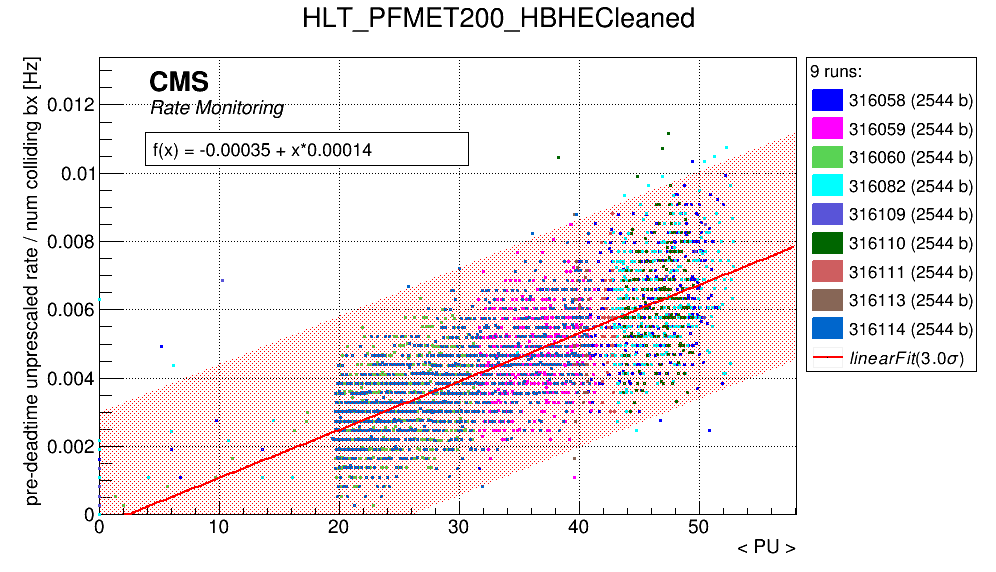 HLT_PFMET200_HBHECleaned
pre-deadtime unprescaled rate / num colliding bx [Hz]
CMS
Rate Monitoring
f(x) = -0.00035 + x*0.00014
0.012
0.01
0.008
0.006
0.004
0.002
0
0 10 20 30 40 50
< PU >
9 runs:
316058 (2544 b)
316059 (2544 b)
316060 (2544 b)
316082 (2544 b)
316109 (2544 b)
316110 (2544 b)
316111 (2544 b)
316113 (2544 b)
316114 (2544 b)
linearFit(3.0σ)